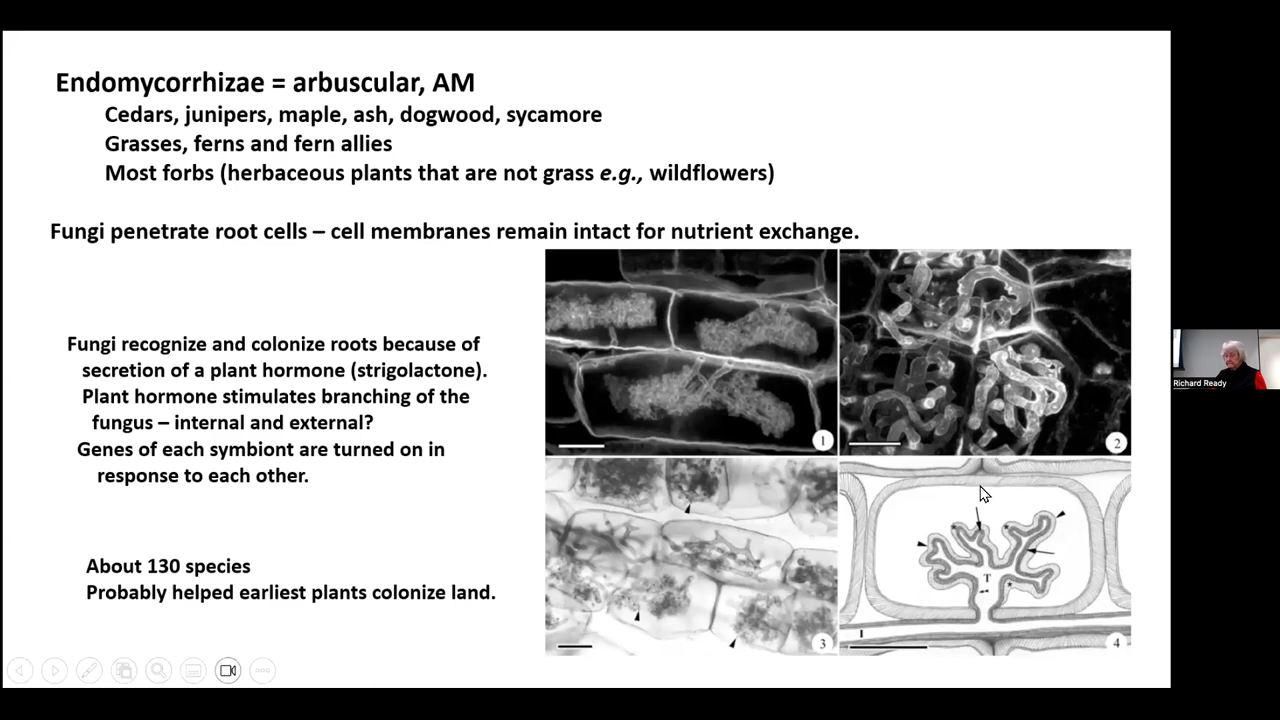 Endomycorrhizae = arbuscular, AM
Cedars, junipers, maple, ash, dogwood, sycamore
Grasses, ferns and fern allies
Most forbs (herbaceous plants that are not grass e.g., wildflowers)
Fungi penetrate root cells – cell membranes remain intact for nutrient exchange.
Fungi recognize and colonize roots because of
secretion of a plant hormone (strigolactone).
Plant hormone stimulates branching of the
fungus – internal and external?
Genes of each symbiont are turned on in
response to each other.
About 130 species
Probably helped earliest plants colonize land.
1
2
3
T
I
4
Richard Ready